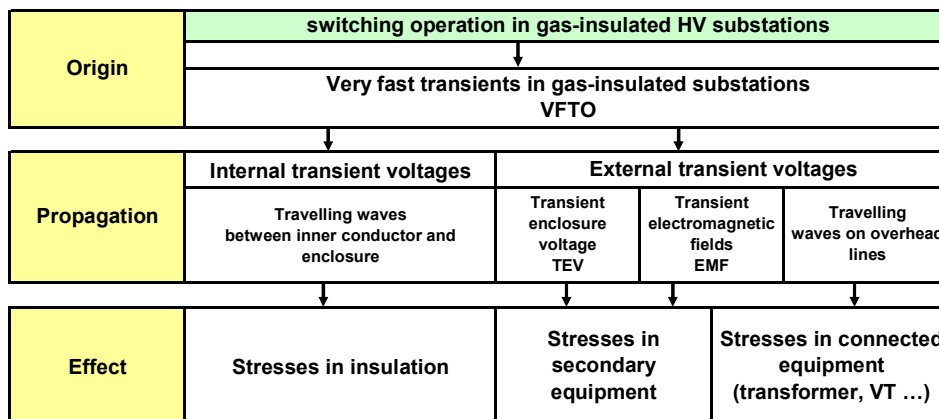 switching operation in gas-insulated HV substations
Origin
Very fast transients in gas-insulated substations
VFTO
Internal transient voltages
External transient voltages
Propagation
Travelling waves
between inner conductor and
enclosure
Transient
enclosure
voltage
TEV
Transient
electromagnetic
fields
EMF
Travelling
waves on overhead
lines
Effect
Stresses in insulation
Stresses in
secondary
equipment
Stresses in connected
equipment
(transformer, VT …)